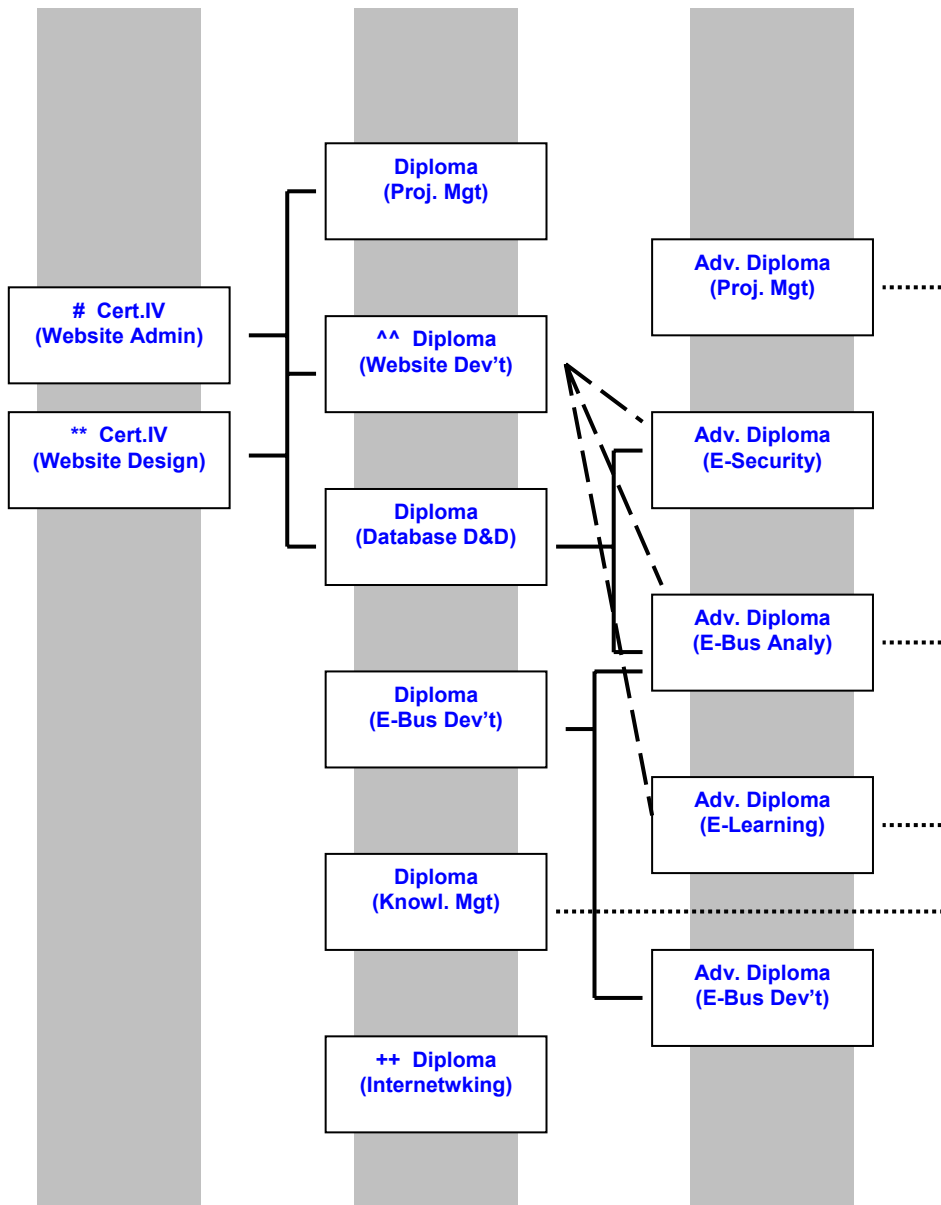 # Cert.IV
(Website Admin)
** Cert.IV
(Website Design)
Diploma
(Proj. Mgt)
^^ Diploma
(Website Dev’t)
Diploma
(Database D&D)
Diploma
(E-Bus Dev’t)
Diploma
(Knowl. Mgt)
++ Diploma
(Internetwking)
Adv. Diploma
(Proj. Mgt)
Adv. Diploma
(E-Security)
Adv. Diploma
(E-Bus Analy)
Adv. Diploma
(E-Learning)
Adv. Diploma
(E-Bus Dev’t)